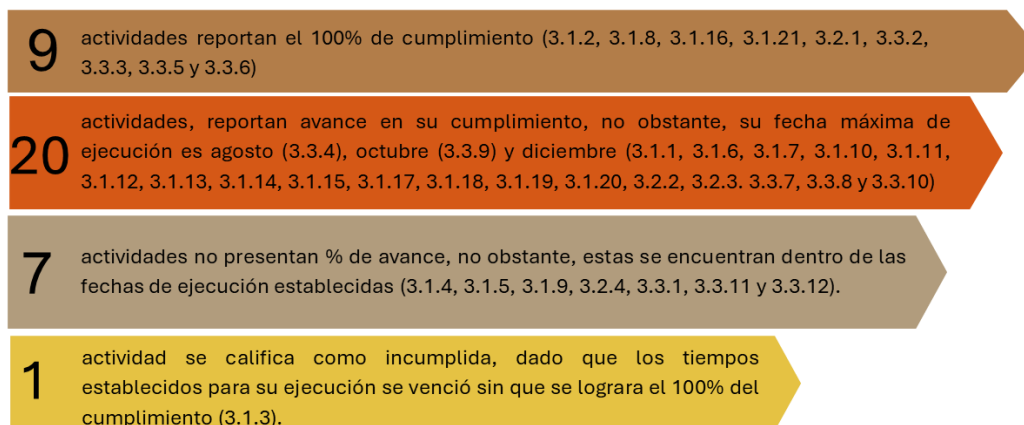 9
actividades reportan el 100% de cumplimiento (3.1.2, 3.1.8, 3.1.16, 3.1.21, 3.2.1, 3.3.2,
3.3.3, 3.3.5 y 3.3.6)
20
actividades, reportan avance en su cumplimiento, no obstante, su fecha máxima de
ejecución es agosto (3.3.4), octubre (3.3.9) y diciembre (3.1.1, 3.1.6, 3.1.7, 3.1.10, 3.1.11,
3.1.12, 3.1.13, 3.1.14, 3.1.15, 3.1.17, 3.1.18, 3.1.19, 3.1.20, 3.2.2, 3.2.3. 3.3.7, 3.3.8 y 3.3.10)
7
actividades no presentan % de avance, no obstante, estas se encuentran dentro de las
fechas de ejecución establecidas (3.1.4, 3.1.5, 3.1.9, 3.2.4, 3.3.1, 3.3.11 y 3.3.12).
1
actividad se califica como incumplida, dado que los tiempos
establecidos para su ejecución se venció sin que se lograra el 100% del
cumplimiento (3.1.3).